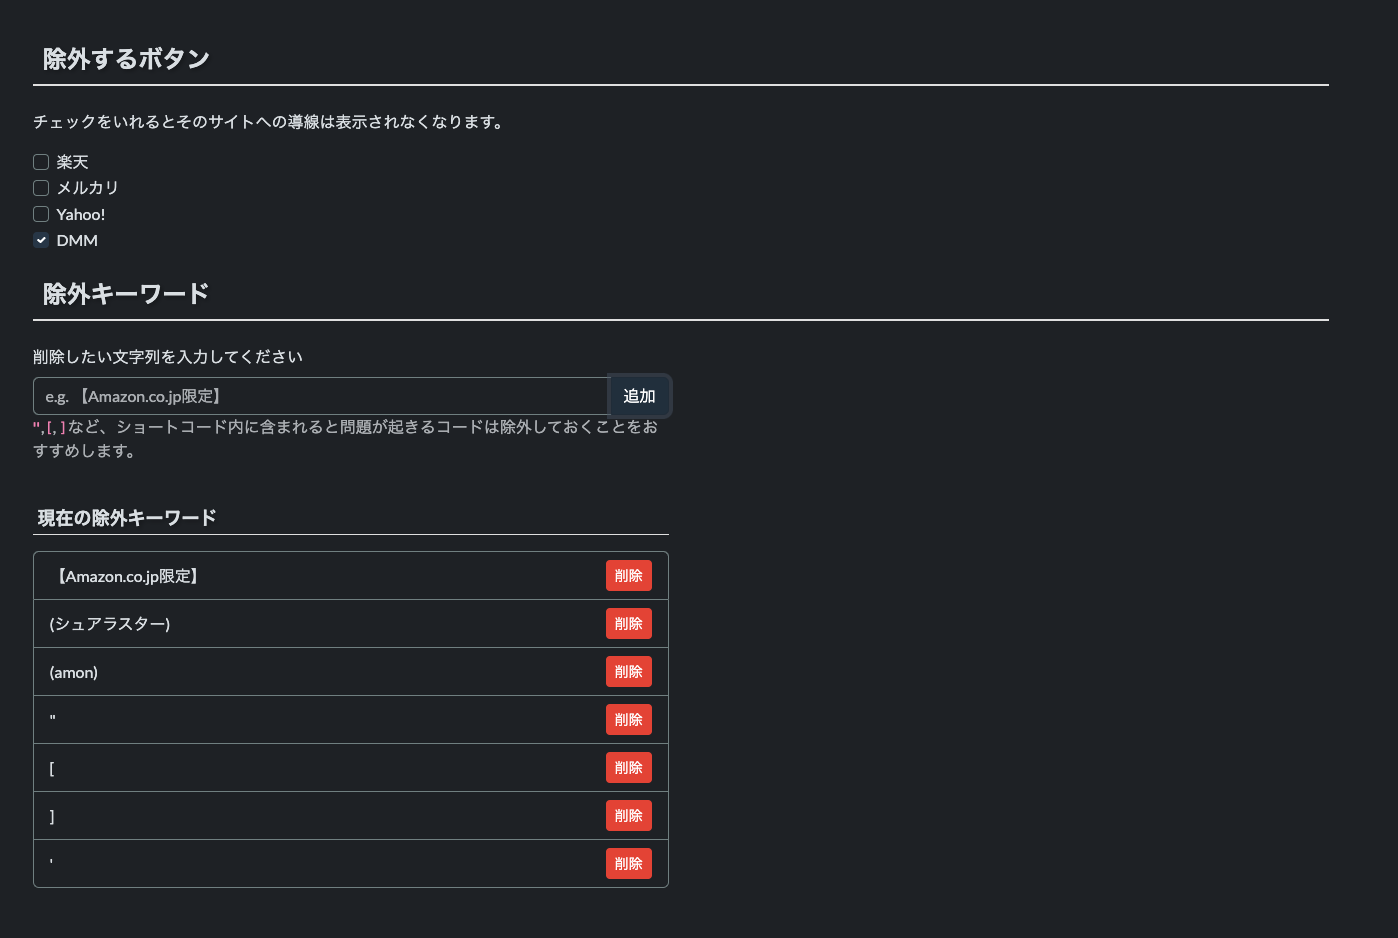 除外するボタン
チェックをいれるとそのサイトへの導線は表示されなくなります。
楽天
メルカリ
Yahoo!
DMM
除外キーワード
削除したい文字列を入力してください
e.g. 【Amazon.co.jp限定】 追加
",[,]など、ショートコード内に含まれると問題が起きるコードは除外しておくことをお
すすめします。
現在の除外キーワード
【Amazon.co.jp限定】 削除
(シュアラスター) 削除
(amon) 削除
" 削除
[ 削除
] 削除
' 削除